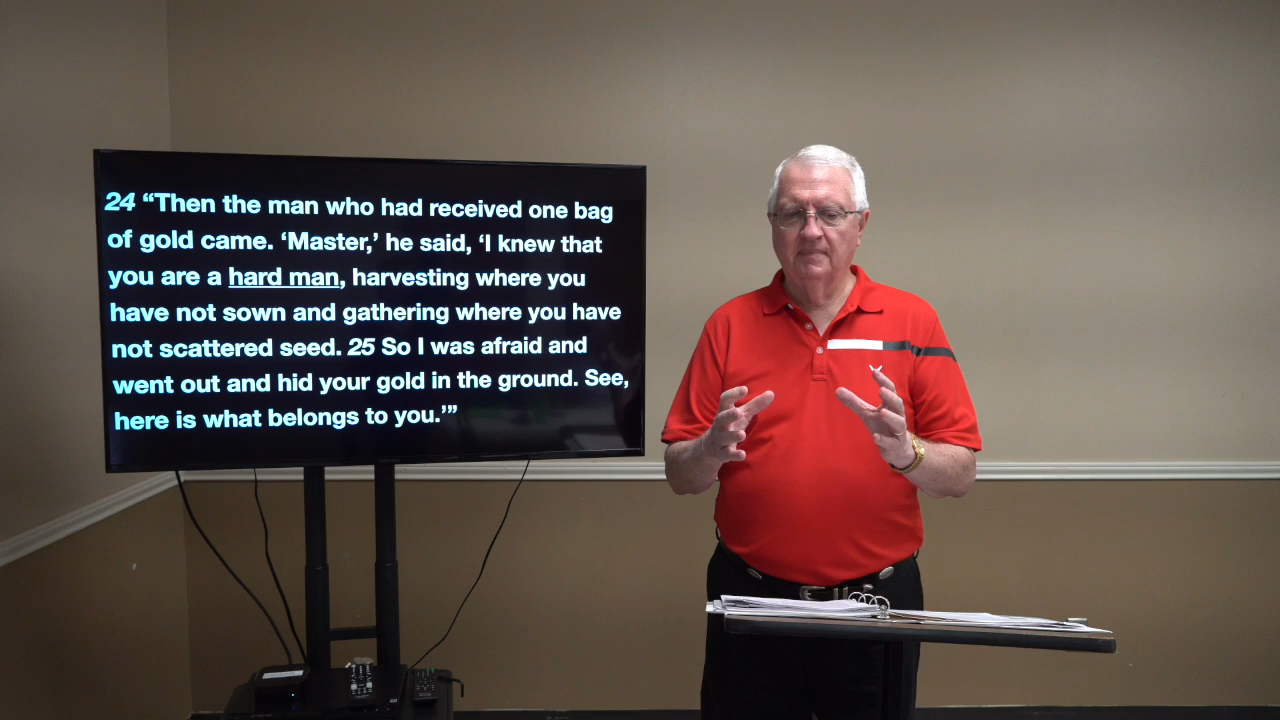 24 “Then the man who had received one bag
of gold came. ‘Master,’ he said, ‘I knew that
you are a hard man, harvesting where you
have not sown and gathering where you have
not scattered seed. 25 So I was afraid and
went out and hid your gold in the ground. See,
here is what belongs to you.’”